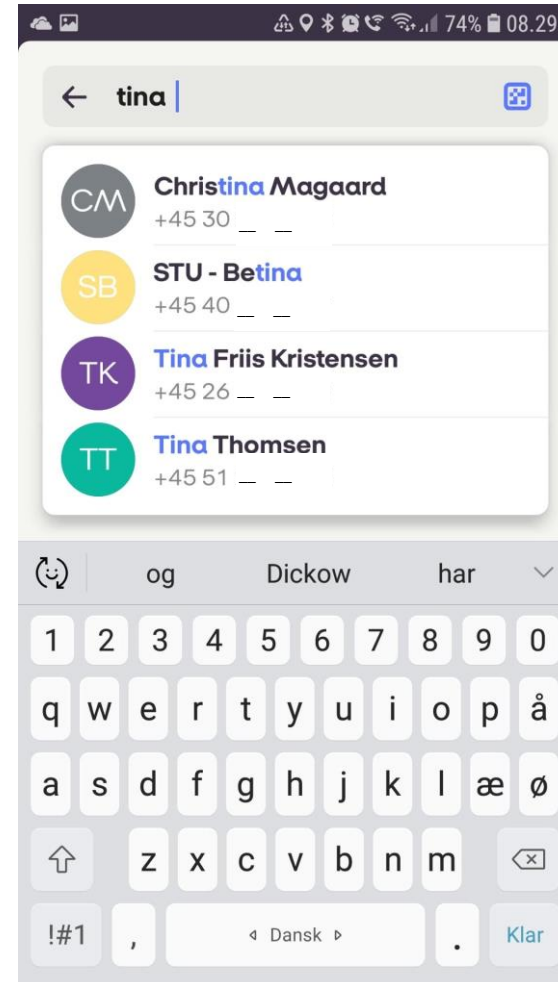 74% 08.29
tina
CM Christina Magaard
+45 30 _ _
SB STU - Betina
+45 40 _ _
TK Tina Friis Kristensen
+45 26 _ _
TT Tina Thomsen
+45 51 _ _
og Dickow har
1 2 3 4 5 6 7 8 9 0
q w e r t y u i o p å
a s d f g h j k l æ ø
z x c v b n m
!#1 , Dansk . Klar